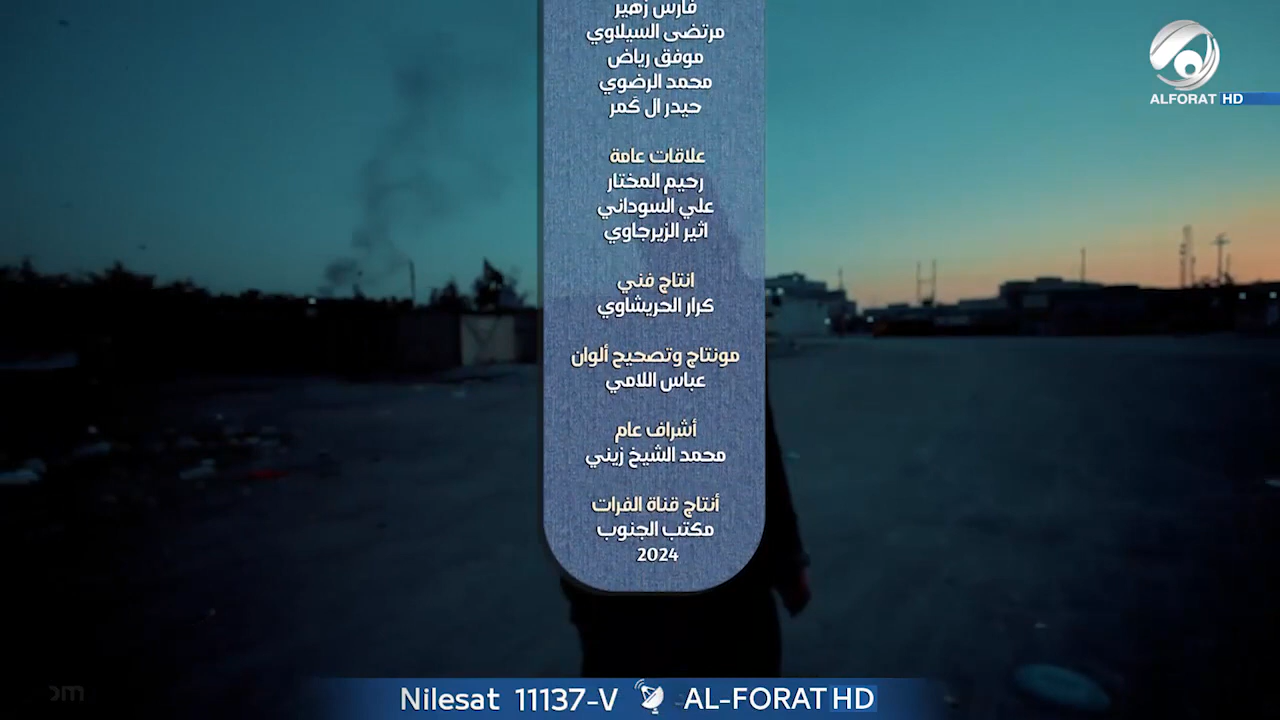 فارس زهير
مرتضى السيلاوي
موفق رياض
محمد الرضوي
حيدر ال كمر
علاقات عامة
رحيم المختار
علي السوداني
اثير الزيرجاوي
انتاج فني
كرار الحريشاوي
مونتاج وتصحيح ألوان
عباس اللامي
أشراف عام
محمد الشيخ زيني
أنتاج قناة الفرات
مكتب الجنوب
2024
ALFORAT HD
Nilesat 11137-V AL-FORAT HD